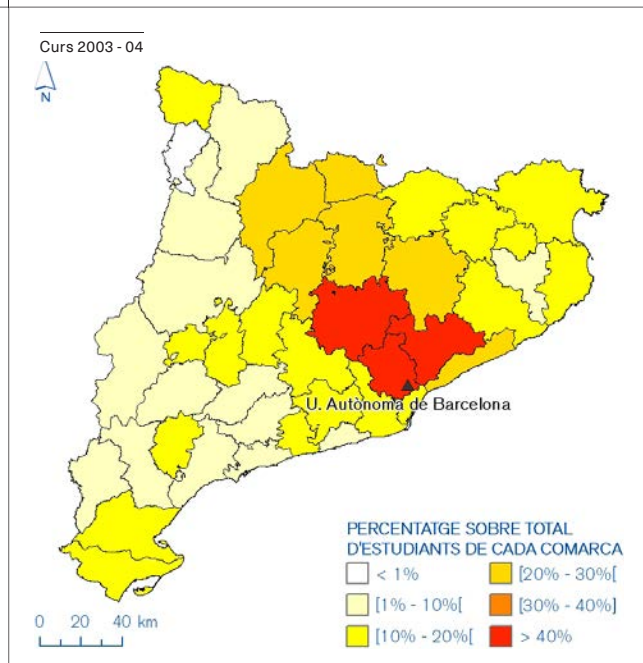 Curs 2003 - 04
N
U. Autònoma de Barcelona
PERCENTATGE SOBRE TOTAL
D'ESTUDIANTS DE CADA COMARCA
< 1%
[20% - 30%[
[1% - 10%[
[30% - 40%]
[10% - 20%[
> 40%
0 20 40 km